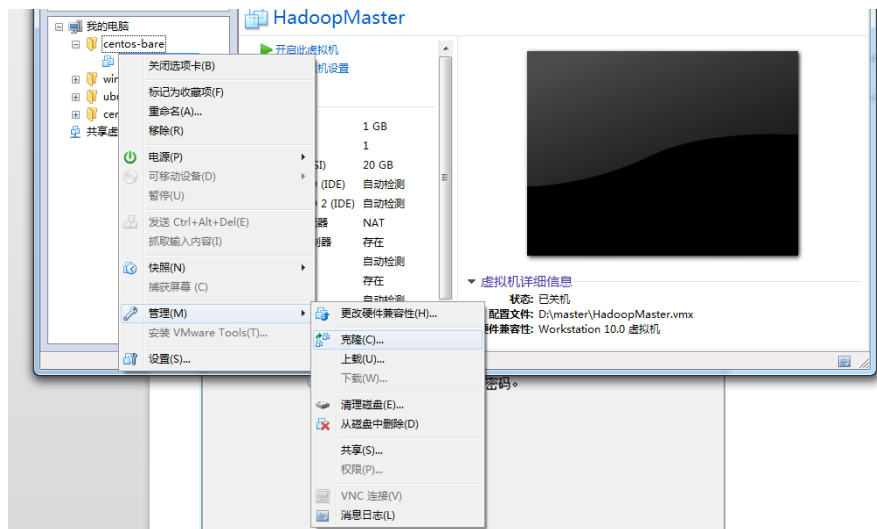 HadoopMaster
我的电脑
centos-bare
开启此虚拟机
机设置
win
ubu
cen
共享虚
关闭选项卡(B)
标记为收藏项(F)
重命名(A)...
移除(R)
电源(P)
可移动设备(D)
暂停(U)
发送 Ctrl+Alt+Del(E)
抓取输入内容(I)
快照(N)
捕获屏幕 (C)
管理(M)
安装 VMware Tools(T)...
设置(S)...
1 GB
1
SI) 20 GB
(IDE) 自动检测
2 (IDE) 自动检测
器 NAT
器 存在
自动检测
存在
自动检测
虚拟机详细信息
状态: 已关机
配置文件: D:\master\HadoopMaster.vmx
硬件兼容性: Workstation 10.0 虚拟机
更改硬件兼容性(H)...
克隆(C)...
上载(U)...
下载(W)...
清理磁盘(E)...
从磁盘中删除(D)
共享(S)...
权限(P)...
VNC 连接(V)
消息日志(L)
密码。